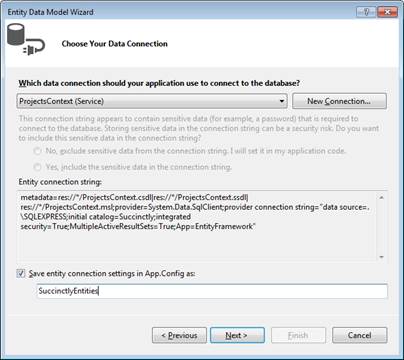 Entity Data Model Wizard
Choose Your Data Connection
Which data connection should your application use to connect to the database?
ProjectsContext (Service)
New Connection...
This connection string appears to contain sensitive data (for example, a password) that is required to
connect to the database. Storing sensitive data in the connection string can be a security risk. Do you
want to include this sensitive data in the connection string?
No, exclude sensitive data from the connection string. I will set it in my application code.
Yes, include the sensitive data in the connection string.
Entity connection string:
metadata=res://*/ProjectsContext.csdl|res://*/ProjectsContext.ssdl|
res://*/ProjectsContext.msl;provider=System.Data.SqlClient;provider connection string="data source=.
\SQLEXPRESS;initial catalog=Succinctly;integrated
security=True;MultipleActiveResultSets=True;App=EntityFramework"
Save entity connection settings in App.Config as:
SuccinctlyEntities
< Previous
Next >
Finish
Cancel